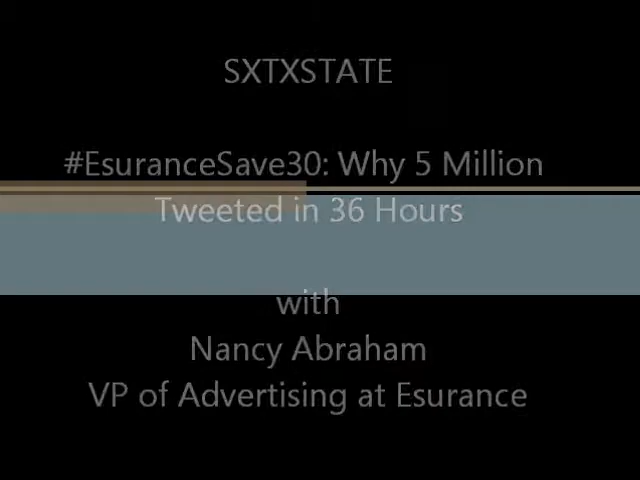 SXTXSTATE
#EsuranceSave30: Why 5 Million
Tweeted in 36 Hours
with
Nancy Abraham
VP of Advertising at Esurance